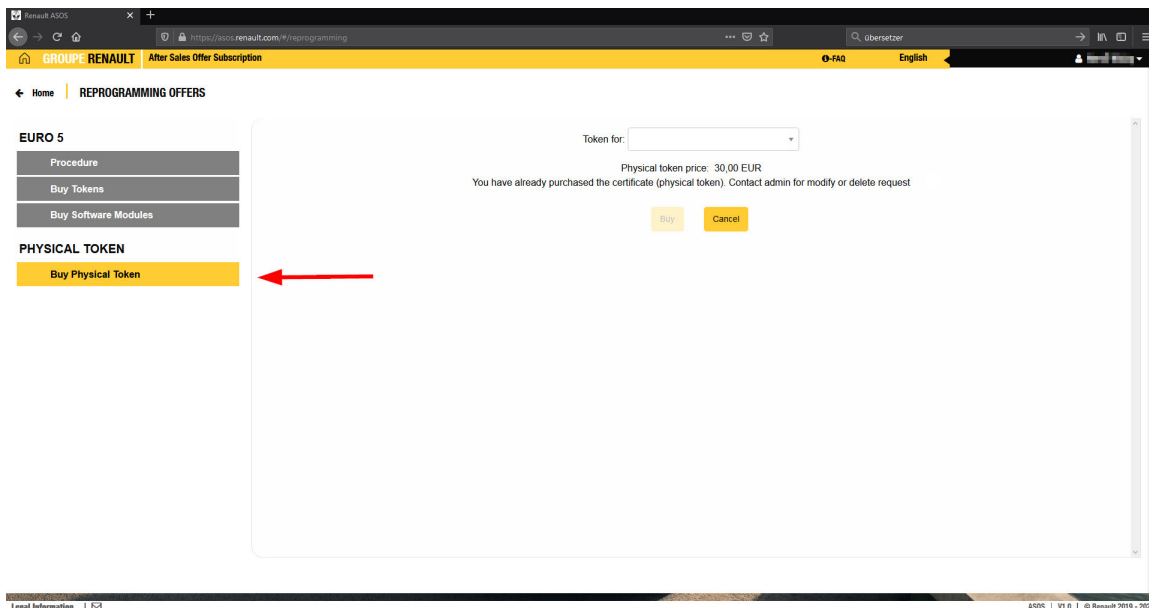 Renault ASOS
https://asos.renault.com/#/reprogramming
übersetzer
GROUPE RENAULT After Sales Offer Subscription
-FAQ
English
Home REPROGRAMMING OFFERS
EURO 5
Procedure
Buy Tokens
Buy Software Modules
PHYSICAL TOKEN
Buy Physical Token
Token for:
Physical token price: 30,00 EUR
You have already purchased the certificate (physical token). Contact admin for modify or delete request
Buy Cancel
Legal Information | ASOS | V1.0 | © Renault 2019 - 202